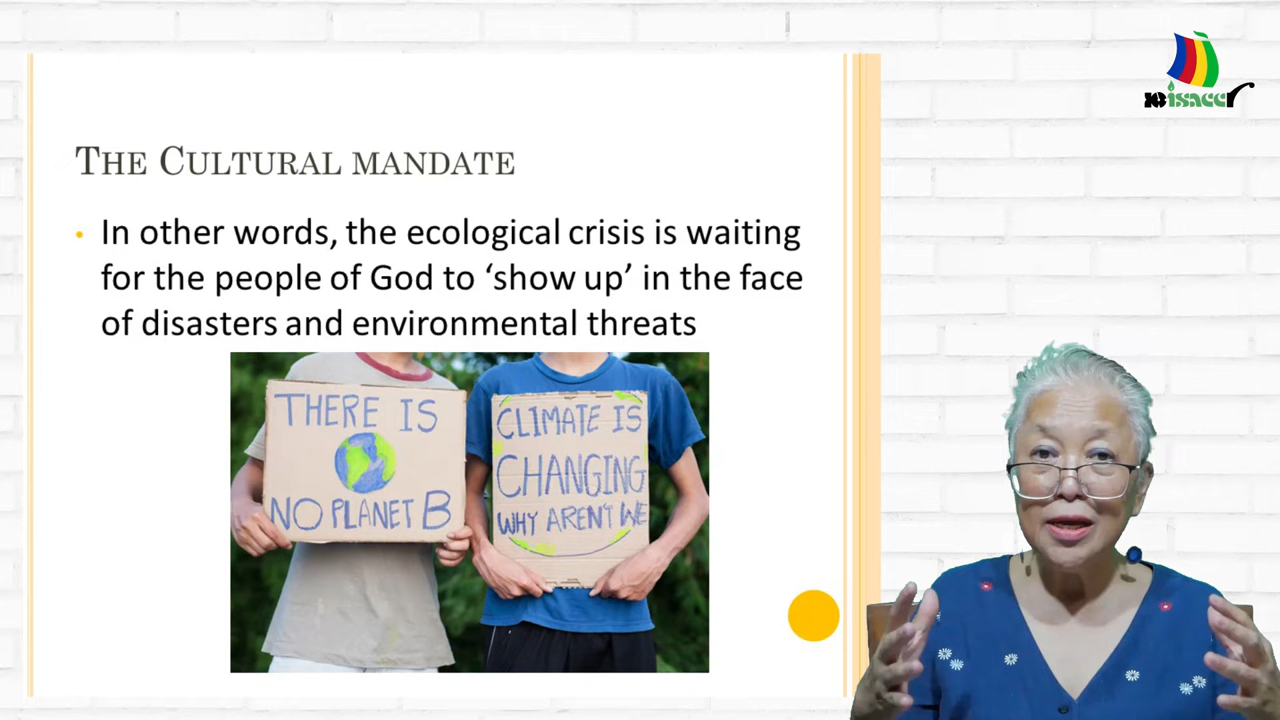 THE CULTURAL MANDATE
• In other words, the ecological crisis is waiting
for the people of God to ‘show up’ in the face
of disasters and environmental threats
THERE IS
NO PLANET B
CLIMATE IS
CHANGING
WHY AREN'T WE
isaccr